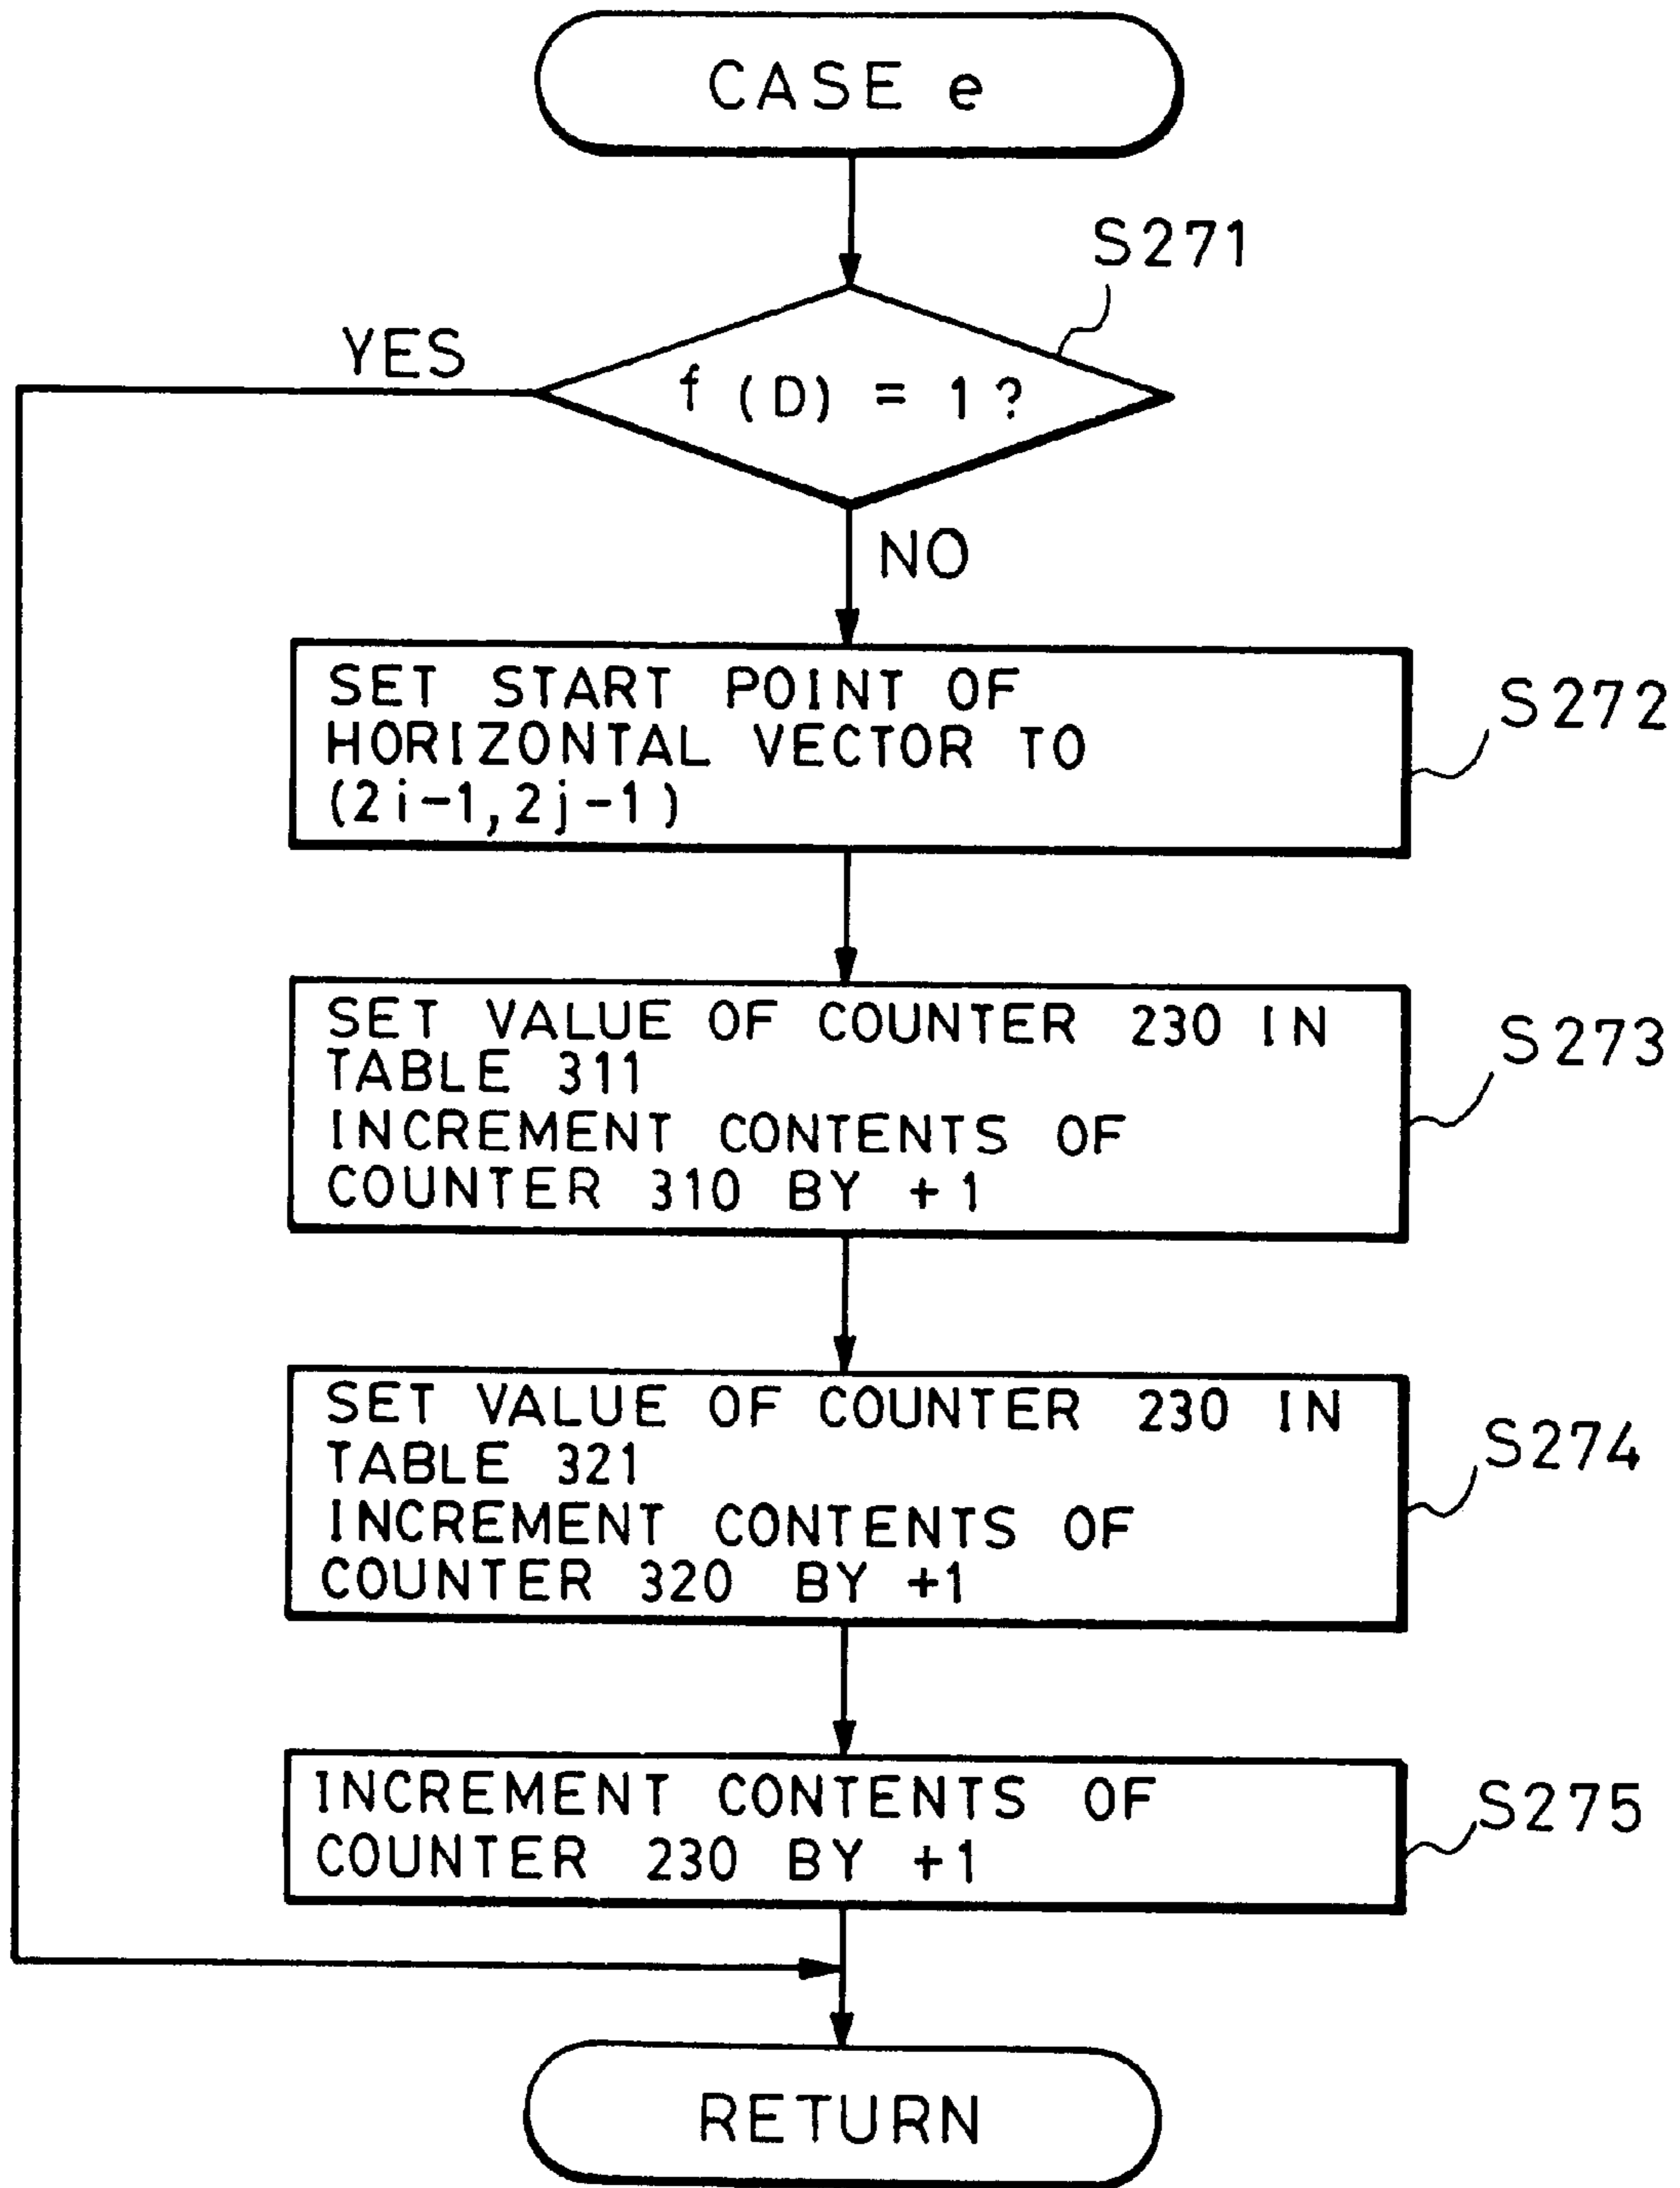 CASE e
S271
YES
f (D) = 1 ?
NO
SET START POINT OF
HORIZONTAL VECTOR TO
(2i-1,2j-1)
S272
SET VALUE OF COUNTER 230 IN
TABLE 311
INCREMENT CONTENTS OF
COUNTER 310 BY +1
S273
SET VALUE OF COUNTER 230 IN
TABLE 321
INCREMENT CONTENTS OF
COUNTER 320 BY +1
S274
INCREMENT CONTENTS OF
COUNTER 230 BY +1
S275
RETURN